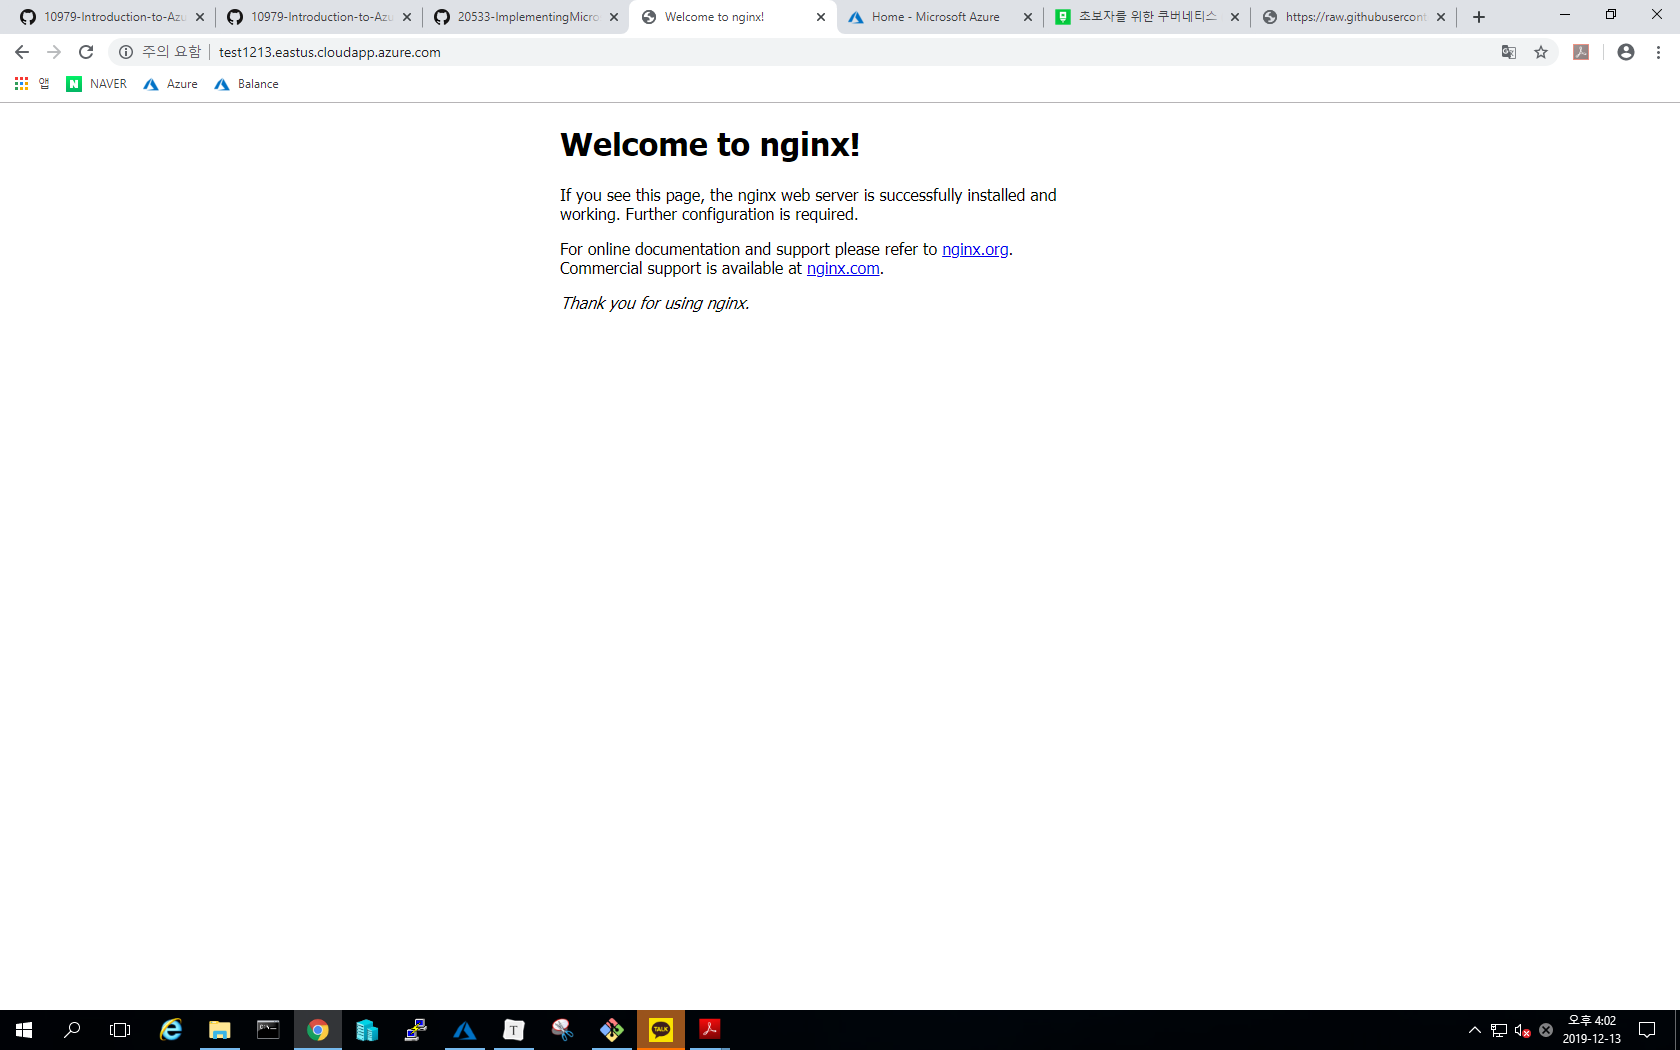 10979-Introduction-to-Azu
10979-Introduction-to-Azu
20533-ImplementingMicro
Welcome to nginx!
Home - Microsoft Azure
초보자를 위한 쿠버네티스
https://raw.githubusercont
주의 요함
test1213.eastus.cloudapp.azure.com
앱
N
NAVER
Azure
Balance
Welcome to nginx!
If you see this page, the nginx web server is successfully installed and
working. Further configuration is required.
For online documentation and support please refer to nginx.org.
Commercial support is available at nginx.com.
Thank you for using nginx.
T
TALK
오후 4:02
2019-12-13